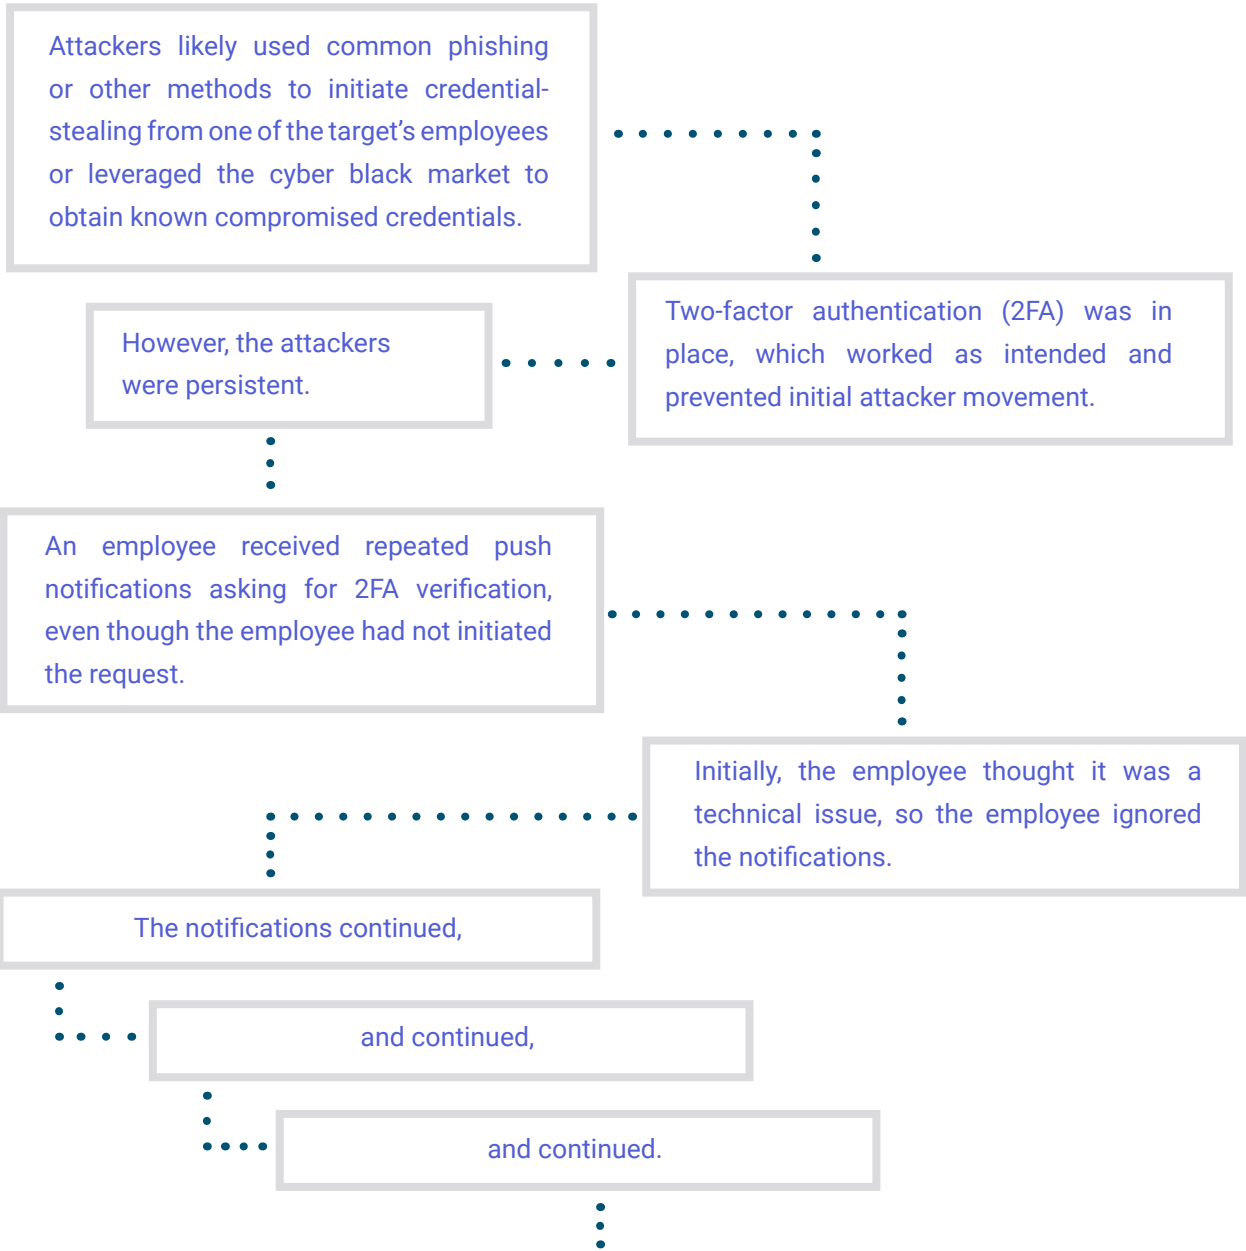 Attackers likely used common phishing
or other methods to initiate credential-
stealing from one of the target's employees
or leveraged the cyber black market to
obtain known compromised credentials.
Two-factor authentication (2FA) was in
place, which worked as intended and
prevented initial attacker movement.
However, the attackers
were persistent.
An employee received repeated push
notifications asking for 2FA verification,
even though the employee had not initiated
the request.
Initially, the employee thought it was a
technical issue, so the employee ignored
the notifications.
The notifications continued,
and continued,
and continued.